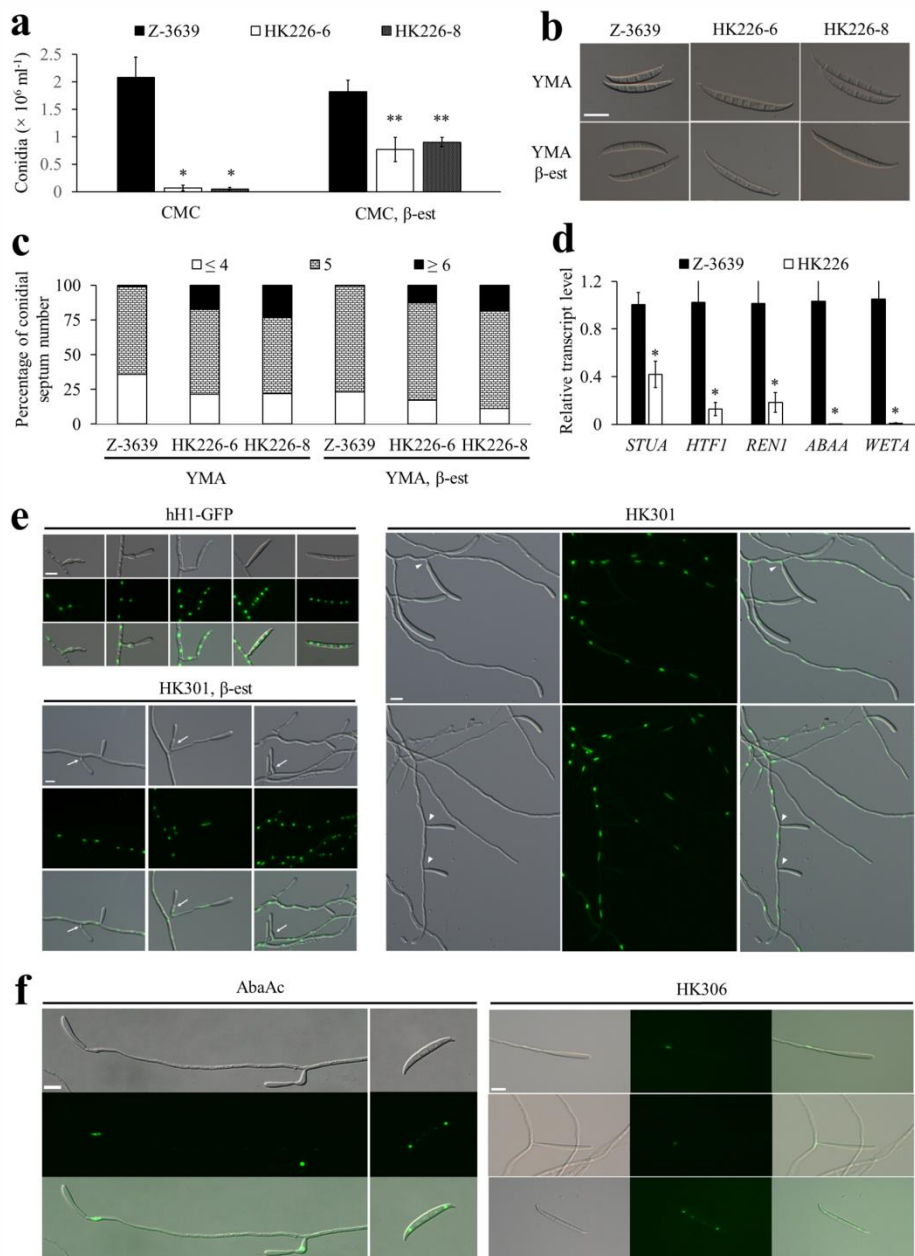 a
Z-3639 HK226-6 HK226-8
Conidia (× 10⁶ ml⁻¹)
2.5
2
1.5
1
0.5
0
* * ** **
CMC CMC, β-est
b
Z-3639 HK226-6 HK226-8
YMA
YMA
β-est
c
≤ 4 5 ≥ 6
Percentage of conidial
septum number
100
75
50
25
0
Z-3639 HK226-6 HK226-8 Z-3639 HK226-6 HK226-8
YMA YMA, β-est
d
Z-3639 HK226
Relative transcript level
1.2
0.8
0.4
0
* * * * *
STUA HTF1 REN1 ABAA WETA
e
hH1-GFP
HK301
HK301, β-est
f
AbaAc
HK306